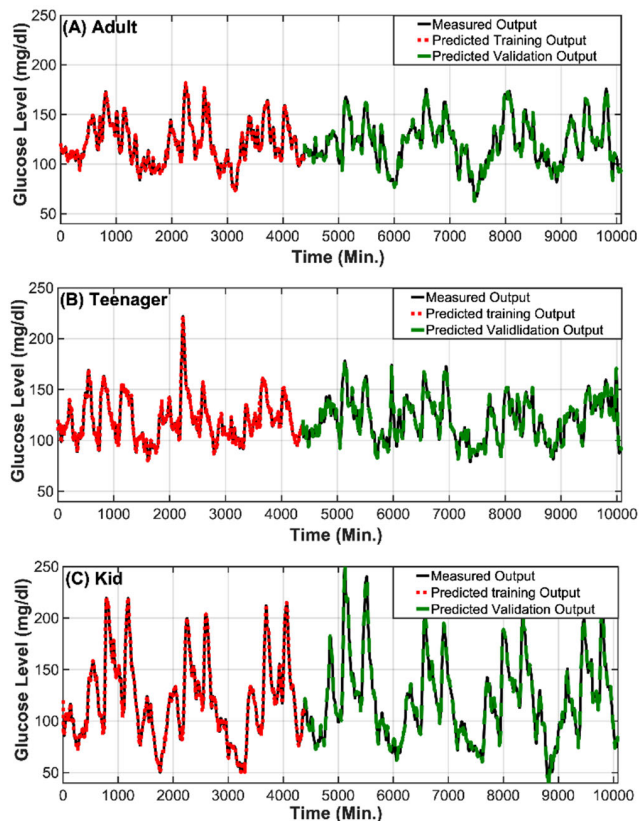 (A) Adult
Measured Output
Predicted Training Output
Predicted Validation Output
Glucose Level (mg/dl)
250
200
150
100
50
0 1000 2000 3000 4000 5000 6000 7000 8000 9000 10000
Time (Min.)
(B) Teenager
Measured Output
Predicted training Output
Predicted Validlidation Output
Glucose Level (mg/dl)
250
200
150
100
50
0 1000 2000 3000 4000 5000 6000 7000 8000 9000 10000
Time (Min.)
(C) Kid
Measured Output
Predicted training Output
Predicted Validation Output
Glucose Level (mg/dl)
250
200
150
100
50
0 1000 2000 3000 4000 5000 6000 7000 8000 9000 10000
Time (Min.)